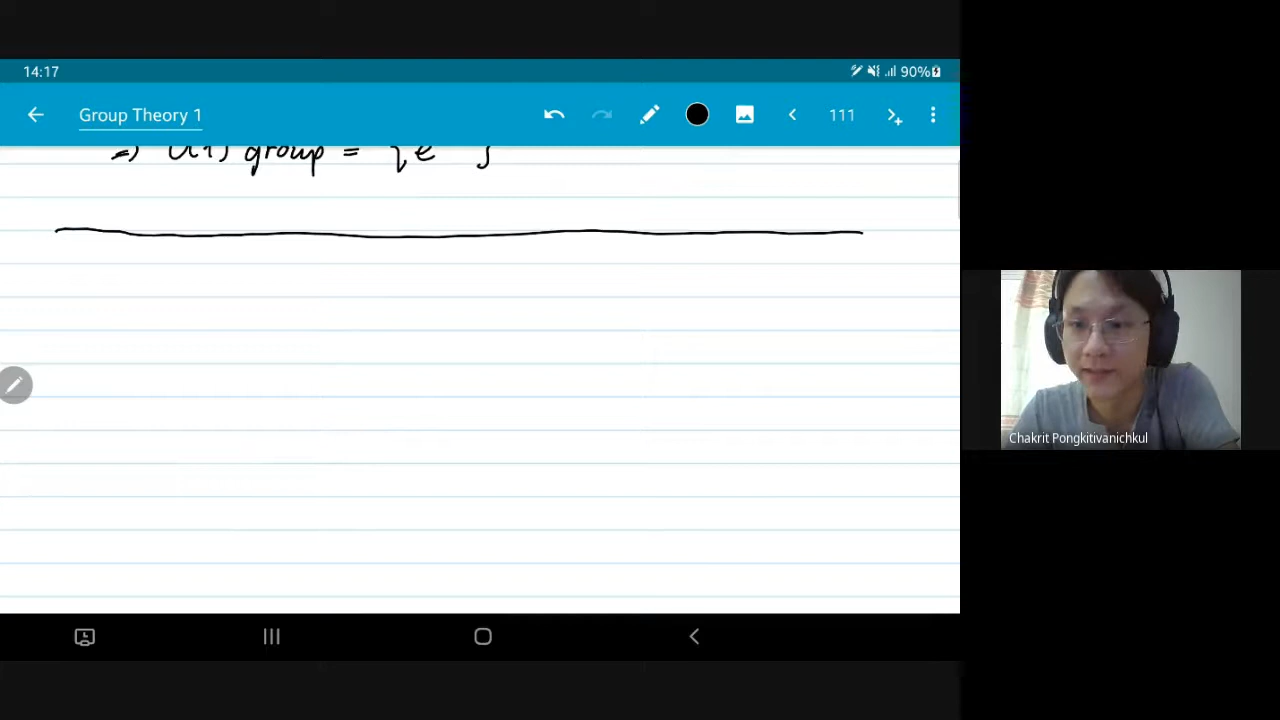 14:17 90%
Group Theory 1 111
⇒ U(1) group = { e }
Chakrit Pongkitivanichkul